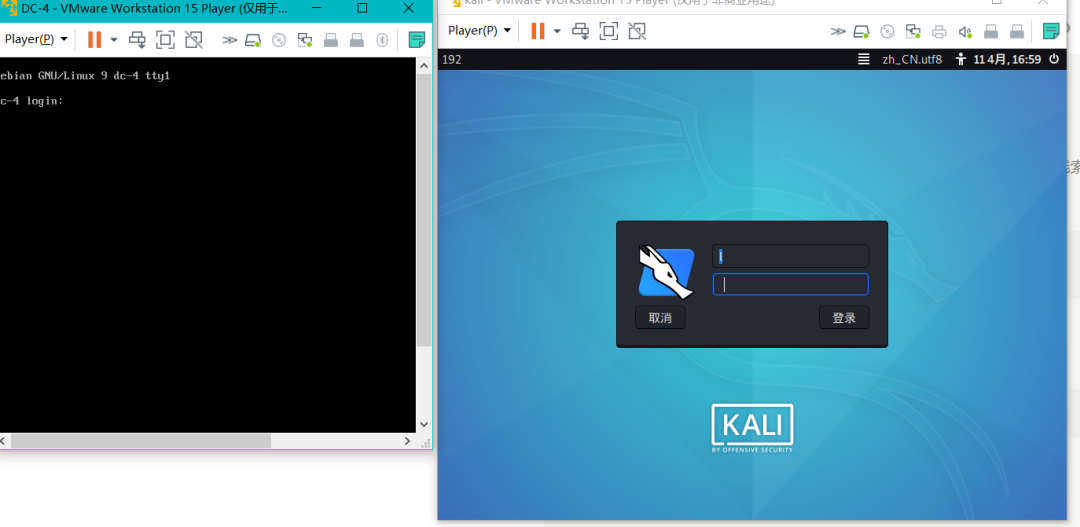 DC-4 - VMware Workstation 15 Player (仅用于...
Player(P)
ebian GNU/Linux 9 dc-4 tty1
c-4 login:
kali - VMware Workstation 15 Player (仅用于非商业用途)
Player(P)
192
zh_CN.utf8
11 4月, 16:59
取消
登录
KALI
BY OFFENSIVE SECURITY
索